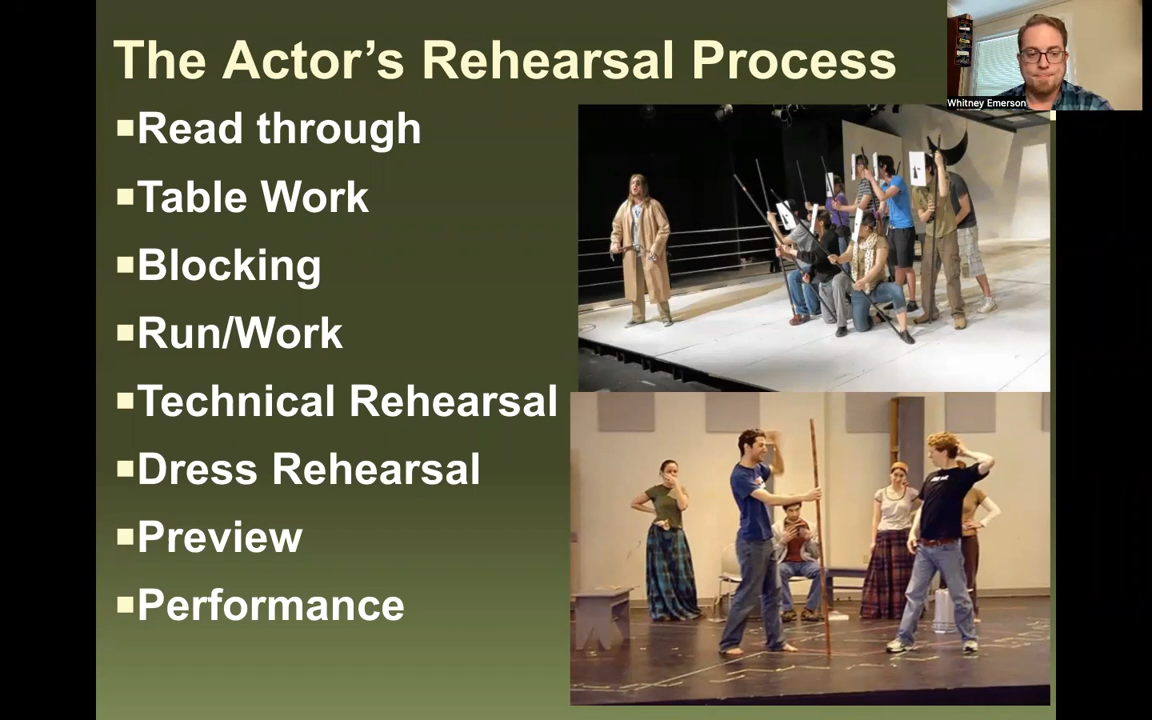 The Actor’s Rehearsal Process
Whitney Emerson
Read through
Table Work
Blocking
Run/Work
Technical Rehearsal
Dress Rehearsal
Preview
Performance